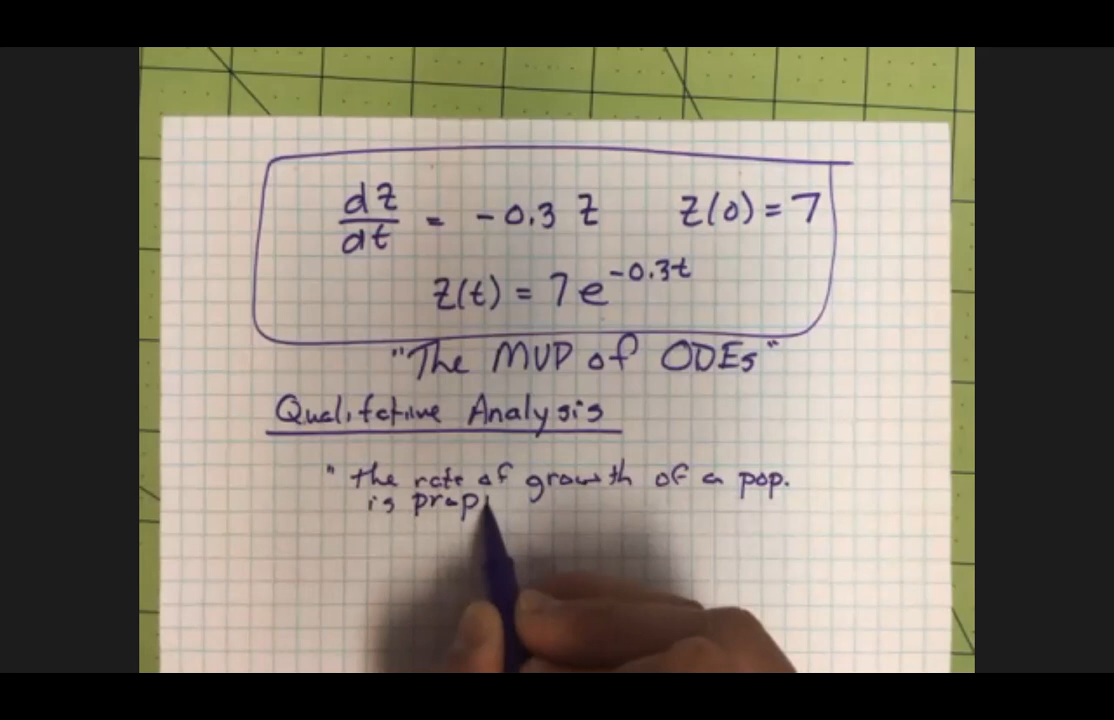 dz/dt = -0.3 z z(0) = 7
z(t) = 7 e^-0.3t
"The MVP of ODEs"
Qualitative Analysis
" the rate of growth of a pop.
is prop